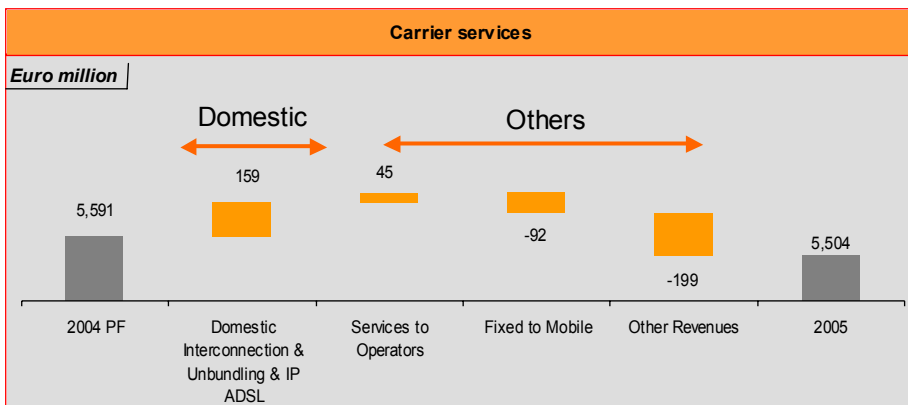 Carrier services
Euro million
Domestic
Others
159
45
5,591
-92
5,504
-199
2004 PF
Domestic
Interconnection &
Unbundling & IP
ADSL
Services to
Operators
Fixed to Mobile
Other Revenues
2005